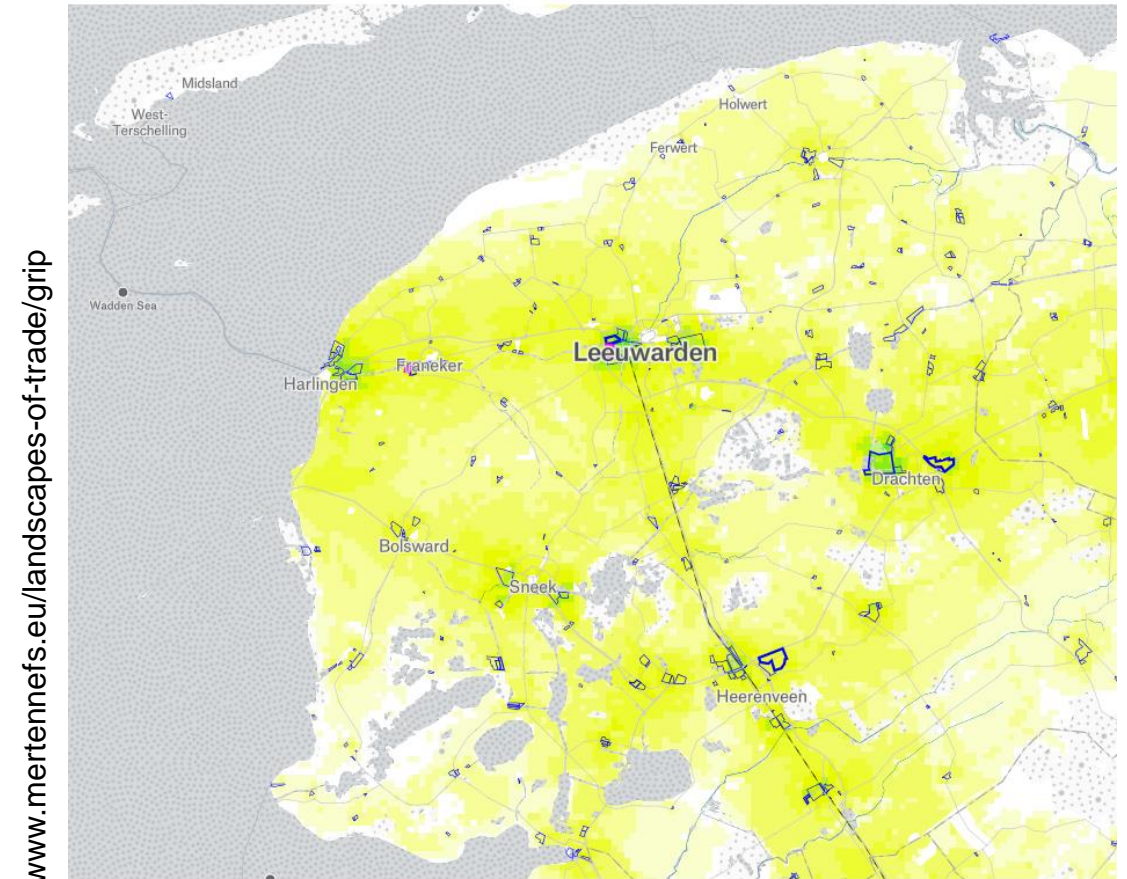 www.mertennefs.eu/landscapes-of-trade/grip
Midsland
West-
Terschelling
Holwert
Ferwert
Wadden Sea
Leeuwarden
Franeker
Harlingen
Drachten
Bolsward
Sneek
Heerenveen